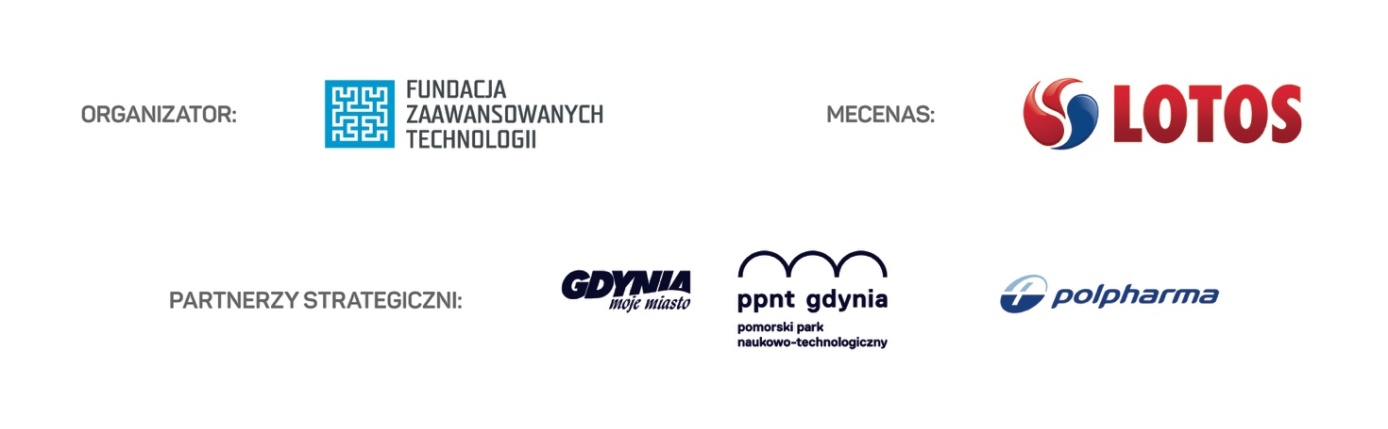 ORGANIZATOR:
FUNDACJA
ZAAWANSOWANYCH
TECHNOLOGII
MECENAS:
LOTOS
PARTNERZY STRATEGICZNI:
GDYNIA
moje miasto
ppnt gdynia
pomorski park
naukowo-technologiczny
polpharma